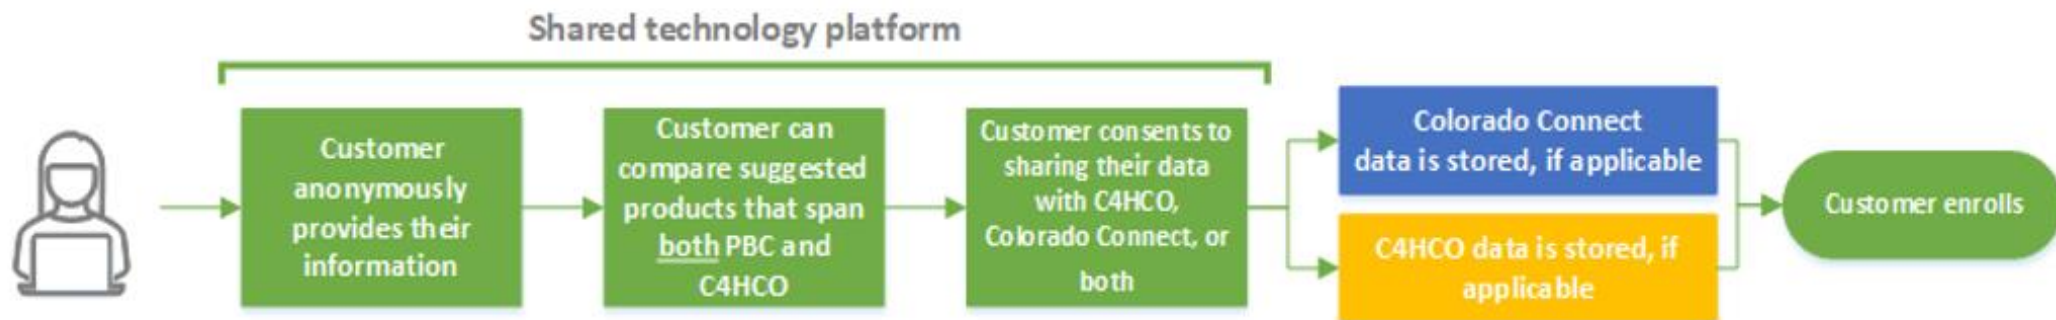 Shared technology platform
Customer
anonymously
provides their
information
Customer can
compare suggested
products that span
both PBC and
C4HCO
Customer consents to
sharing their data
with C4HCO,
Colorado Connect, or
both
Colorado Connect
data is stored, if applicable
C4HCO data is stored, if
applicable
Customer enrolls